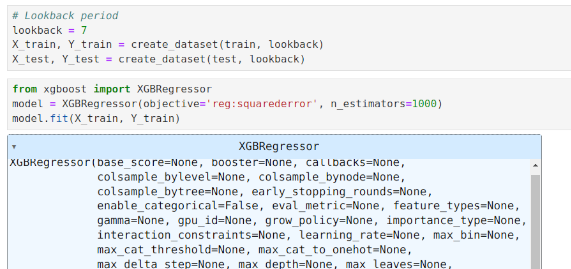 # Lookback period
lookback = 7
X_train, Y_train = create_dataset(train, lookback)
X_test, Y_test = create_dataset(test, lookback)
from xgboost import XGBRegressor
model = XGBRegressor(objective='reg:squarederror', n_estimators=1000)
model.fit(X_train, Y_train)
XGBRegressor
XGBRegressor(base_score=None, booster=None, callbacks=None,
colsample_bylevel=None, colsample_bynode=None,
colsample_bytree=None, early_stopping_rounds=None,
enable_categorical=False, eval_metric=None, feature_types=None,
gamma=None, gpu_id=None, grow_policy=None, importance_type=None,
interaction_constraints=None, learning_rate=None, max_bin=None,
max_cat_threshold=None, max_cat_to_onehot=None,
max_delta_step=None, max_depth=None, max_leaves=None,